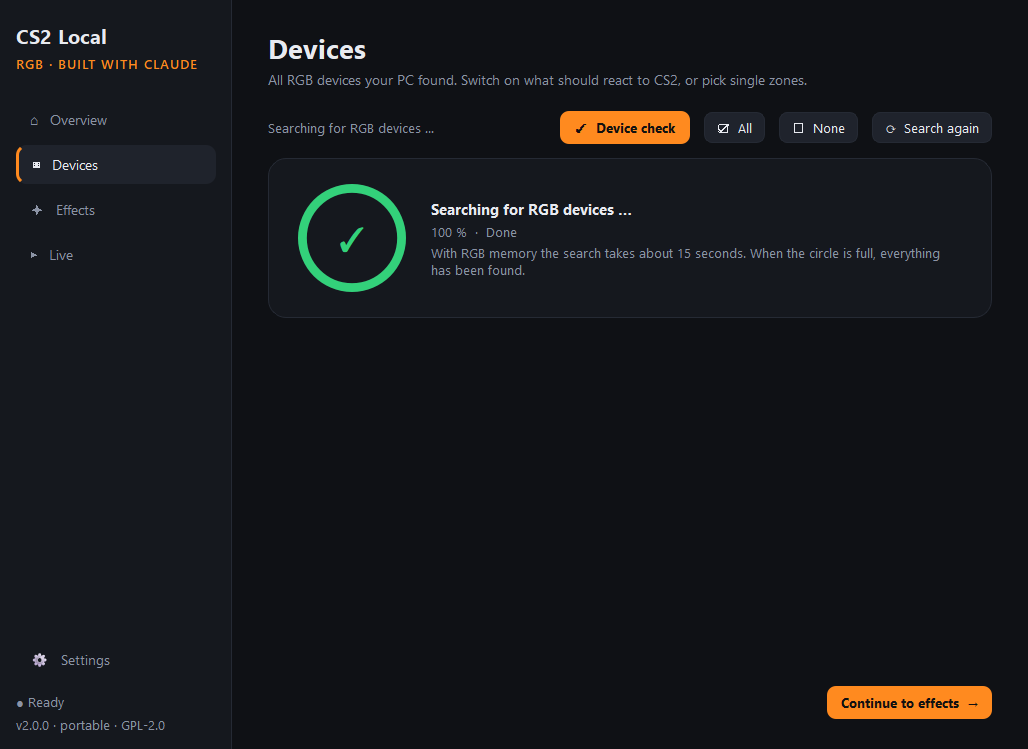 CS2 Local
RGB · BUILT WITH CLAUDE
Overview
Devices
Effects
Live
Settings
Ready
v2.0.0 · portable · GPL-2.0
Devices
All RGB devices your PC found. Switch on what should react to CS2, or pick single zones.
Searching for RGB devices ...
✓ Device check
All
None
Search again
Searching for RGB devices ...
100 % · Done
With RGB memory the search takes about 15 seconds. When the circle is full, everything
has been found.
Continue to effects →